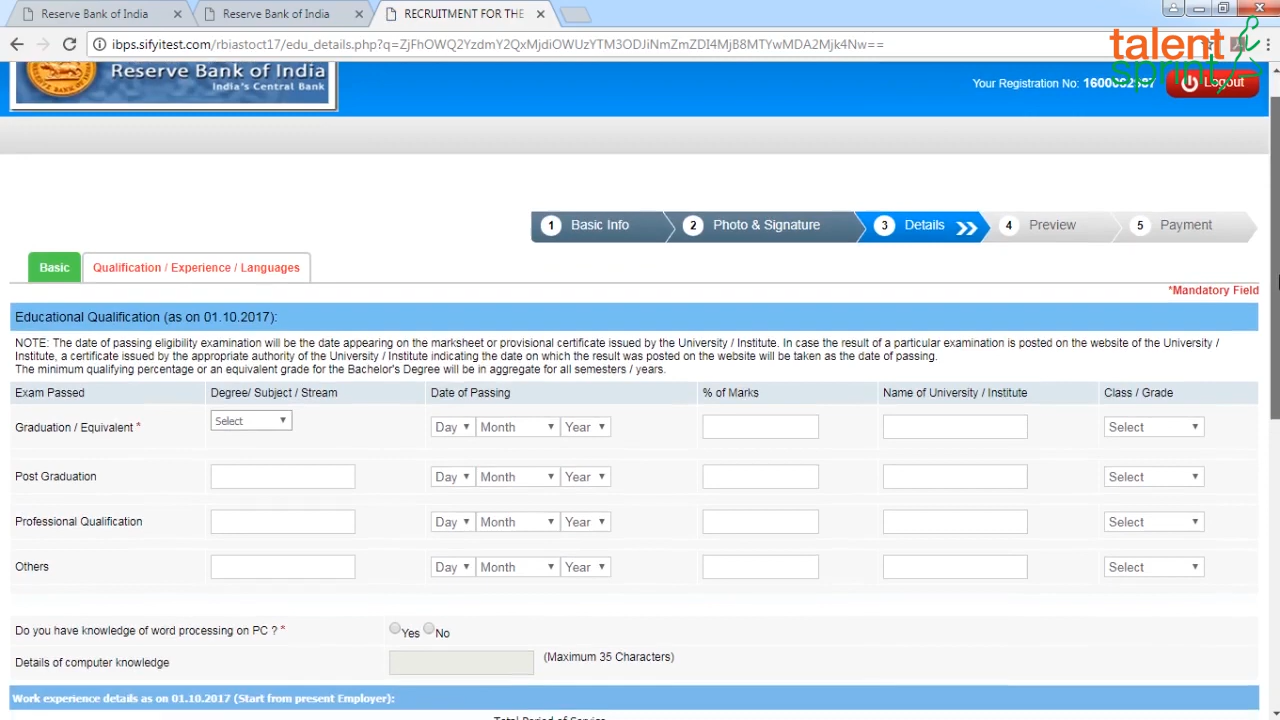 Reserve Bank of India
Reserve Bank of India
RECRUITMENT FOR THE
talent
sprint
Reserve Bank of India
India's Central Bank
Your Registration No:
Logout
1 Basic Info
2 Photo & Signature
3 Details
4 Preview
5 Payment
Basic
Qualification / Experience / Languages
*Mandatory Field
Educational Qualification (as on 01.10.2017):
NOTE: The date of passing eligibility examination will be the date appearing on the marksheet or provisional certificate issued by the University / Institute. In case the result of a particular examination is posted on the website of the University /
Institute, a certificate issued by the appropriate authority of the University / Institute indicating the date on which the result was posted on the website will be taken as the date of passing.
The minimum qualifying percentage or an equivalent grade for the Bachelor's Degree will be in aggregate for all semesters / years.
Exam Passed Degree/ Subject / Stream Date of Passing % of Marks Name of University / Institute Class / Grade
Graduation / Equivalent * Select Day Month Year Select
Post Graduation Day Month Year Select
Professional Qualification Day Month Year Select
Others Day Month Year Select
Do you have knowledge of word processing on PC ? * Yes No
Details of computer knowledge (Maximum 35 Characters)
Work experience details as on 01.10.2017 (Start from present Employer):
Total Period of Service